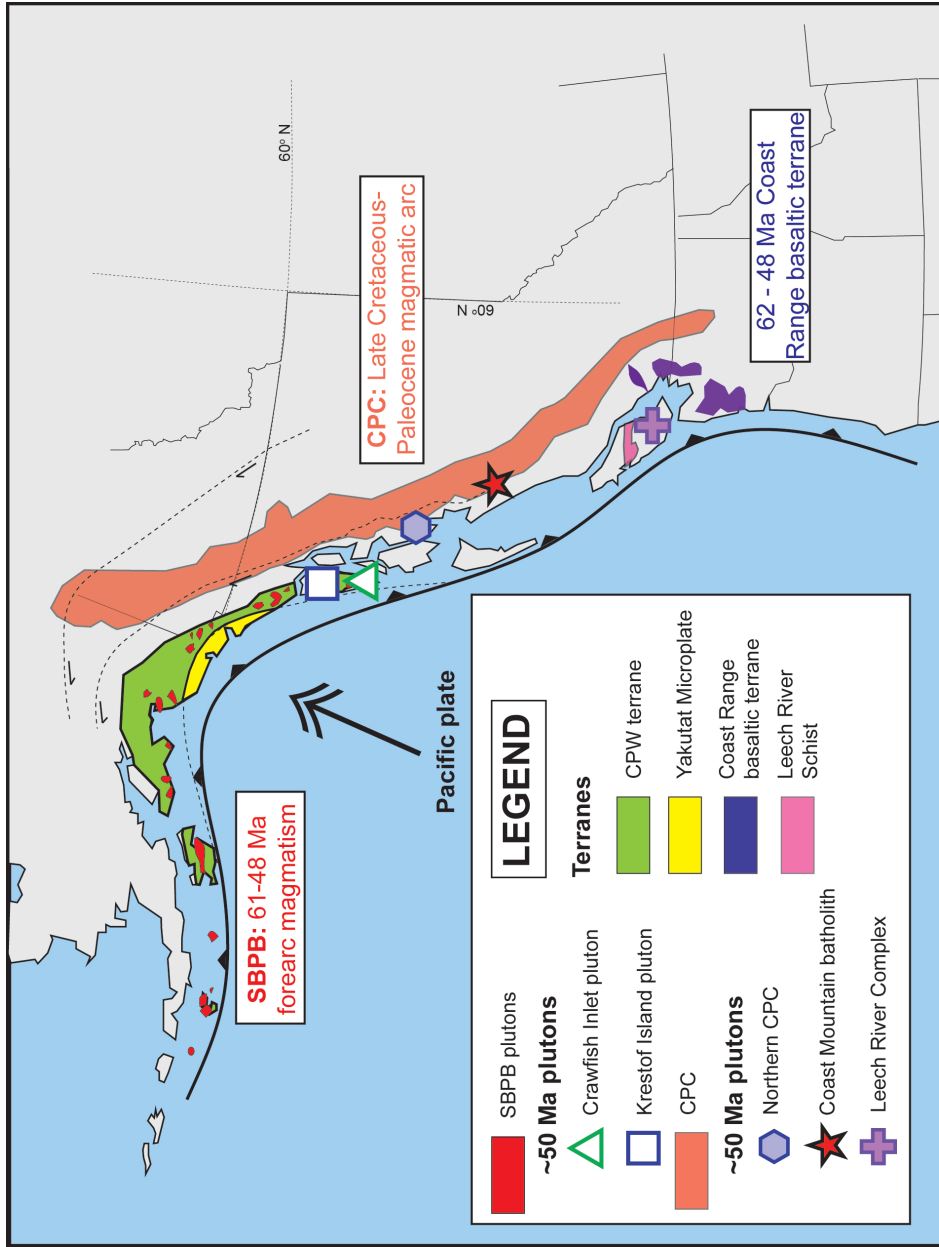 60° N
CPC: Late Cretaceous-
Paleocene magmatic arc
60° N
62 - 48 Ma Coast
Range basaltic terrane
SBPB: 61-48 Ma
forearc magmatism
Pacific plate
LEGEND
SBPB plutons
~50 Ma plutons
Crawfish Inlet pluton
Krestof Island pluton
CPC
~50 Ma plutons
Northern CPC
Coast Mountain batholith
Leech River Complex
Terranes
CPW terrane
Yakutat Microplate
Coast Range
basaltic terrane
Leech River
Schist